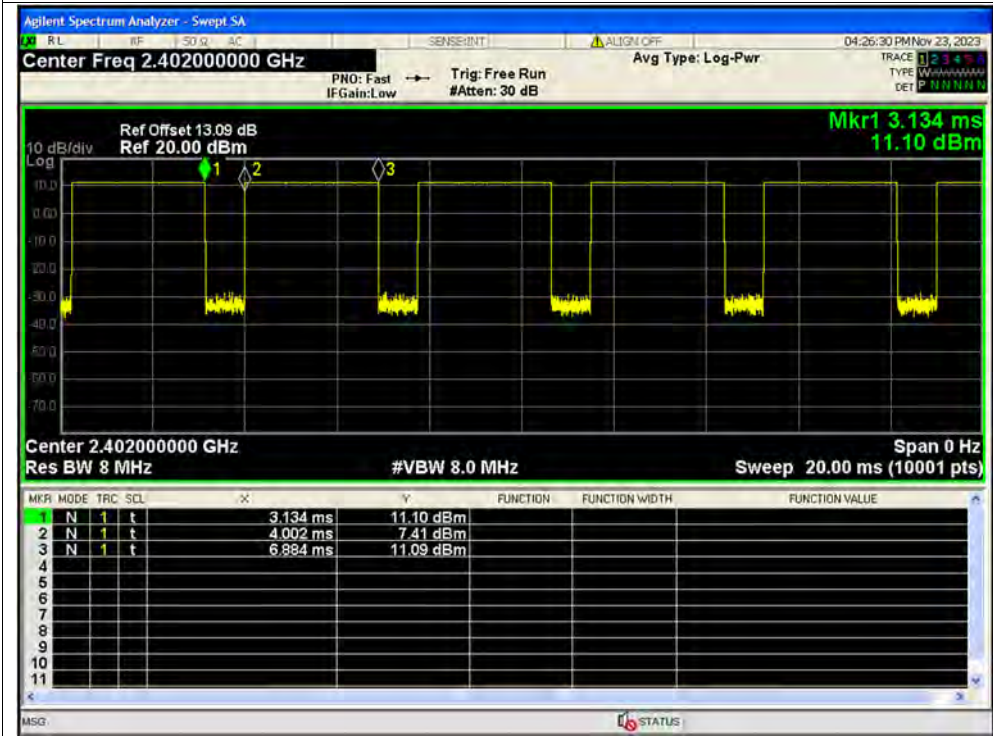 Agilent Spectrum Analyzer - Swept SA
RL RF 50 Ω AC SENSE:INT ALIGN OFF 04:26:30 PM Nov 23, 2023
Center Freq 2.402000000 GHz PNO: Fast Trig: Free Run Avg Type: Log-Pwr TRACE 1 2 3 4 5 6
IFGain:Low #Atten: 30 dB TYPE W
DET P N N N N N
Mkr1 3.134 ms
11.10 dBm
Ref Offset 13.09 dB
10 dB/div Ref 20.00 dBm
Log
1 2 3
10.0
0.00
-10.0
-20.0
-30.0
-40.0
-50.0
-60.0
-70.0
Center 2.402000000 GHz Span 0 Hz
Res BW 8 MHz #VBW 8.0 MHz Sweep 20.00 ms (10001 pts)
MKR MODE TRC SCL X Y FUNCTION FUNCTION WIDTH FUNCTION VALUE
1 N 1 t 3.134 ms 11.10 dBm
2 N 1 t 4.002 ms 7.41 dBm
3 N 1 t 6.884 ms 11.09 dBm
4
5
6
7
8
9
10
11
MSG STATUS